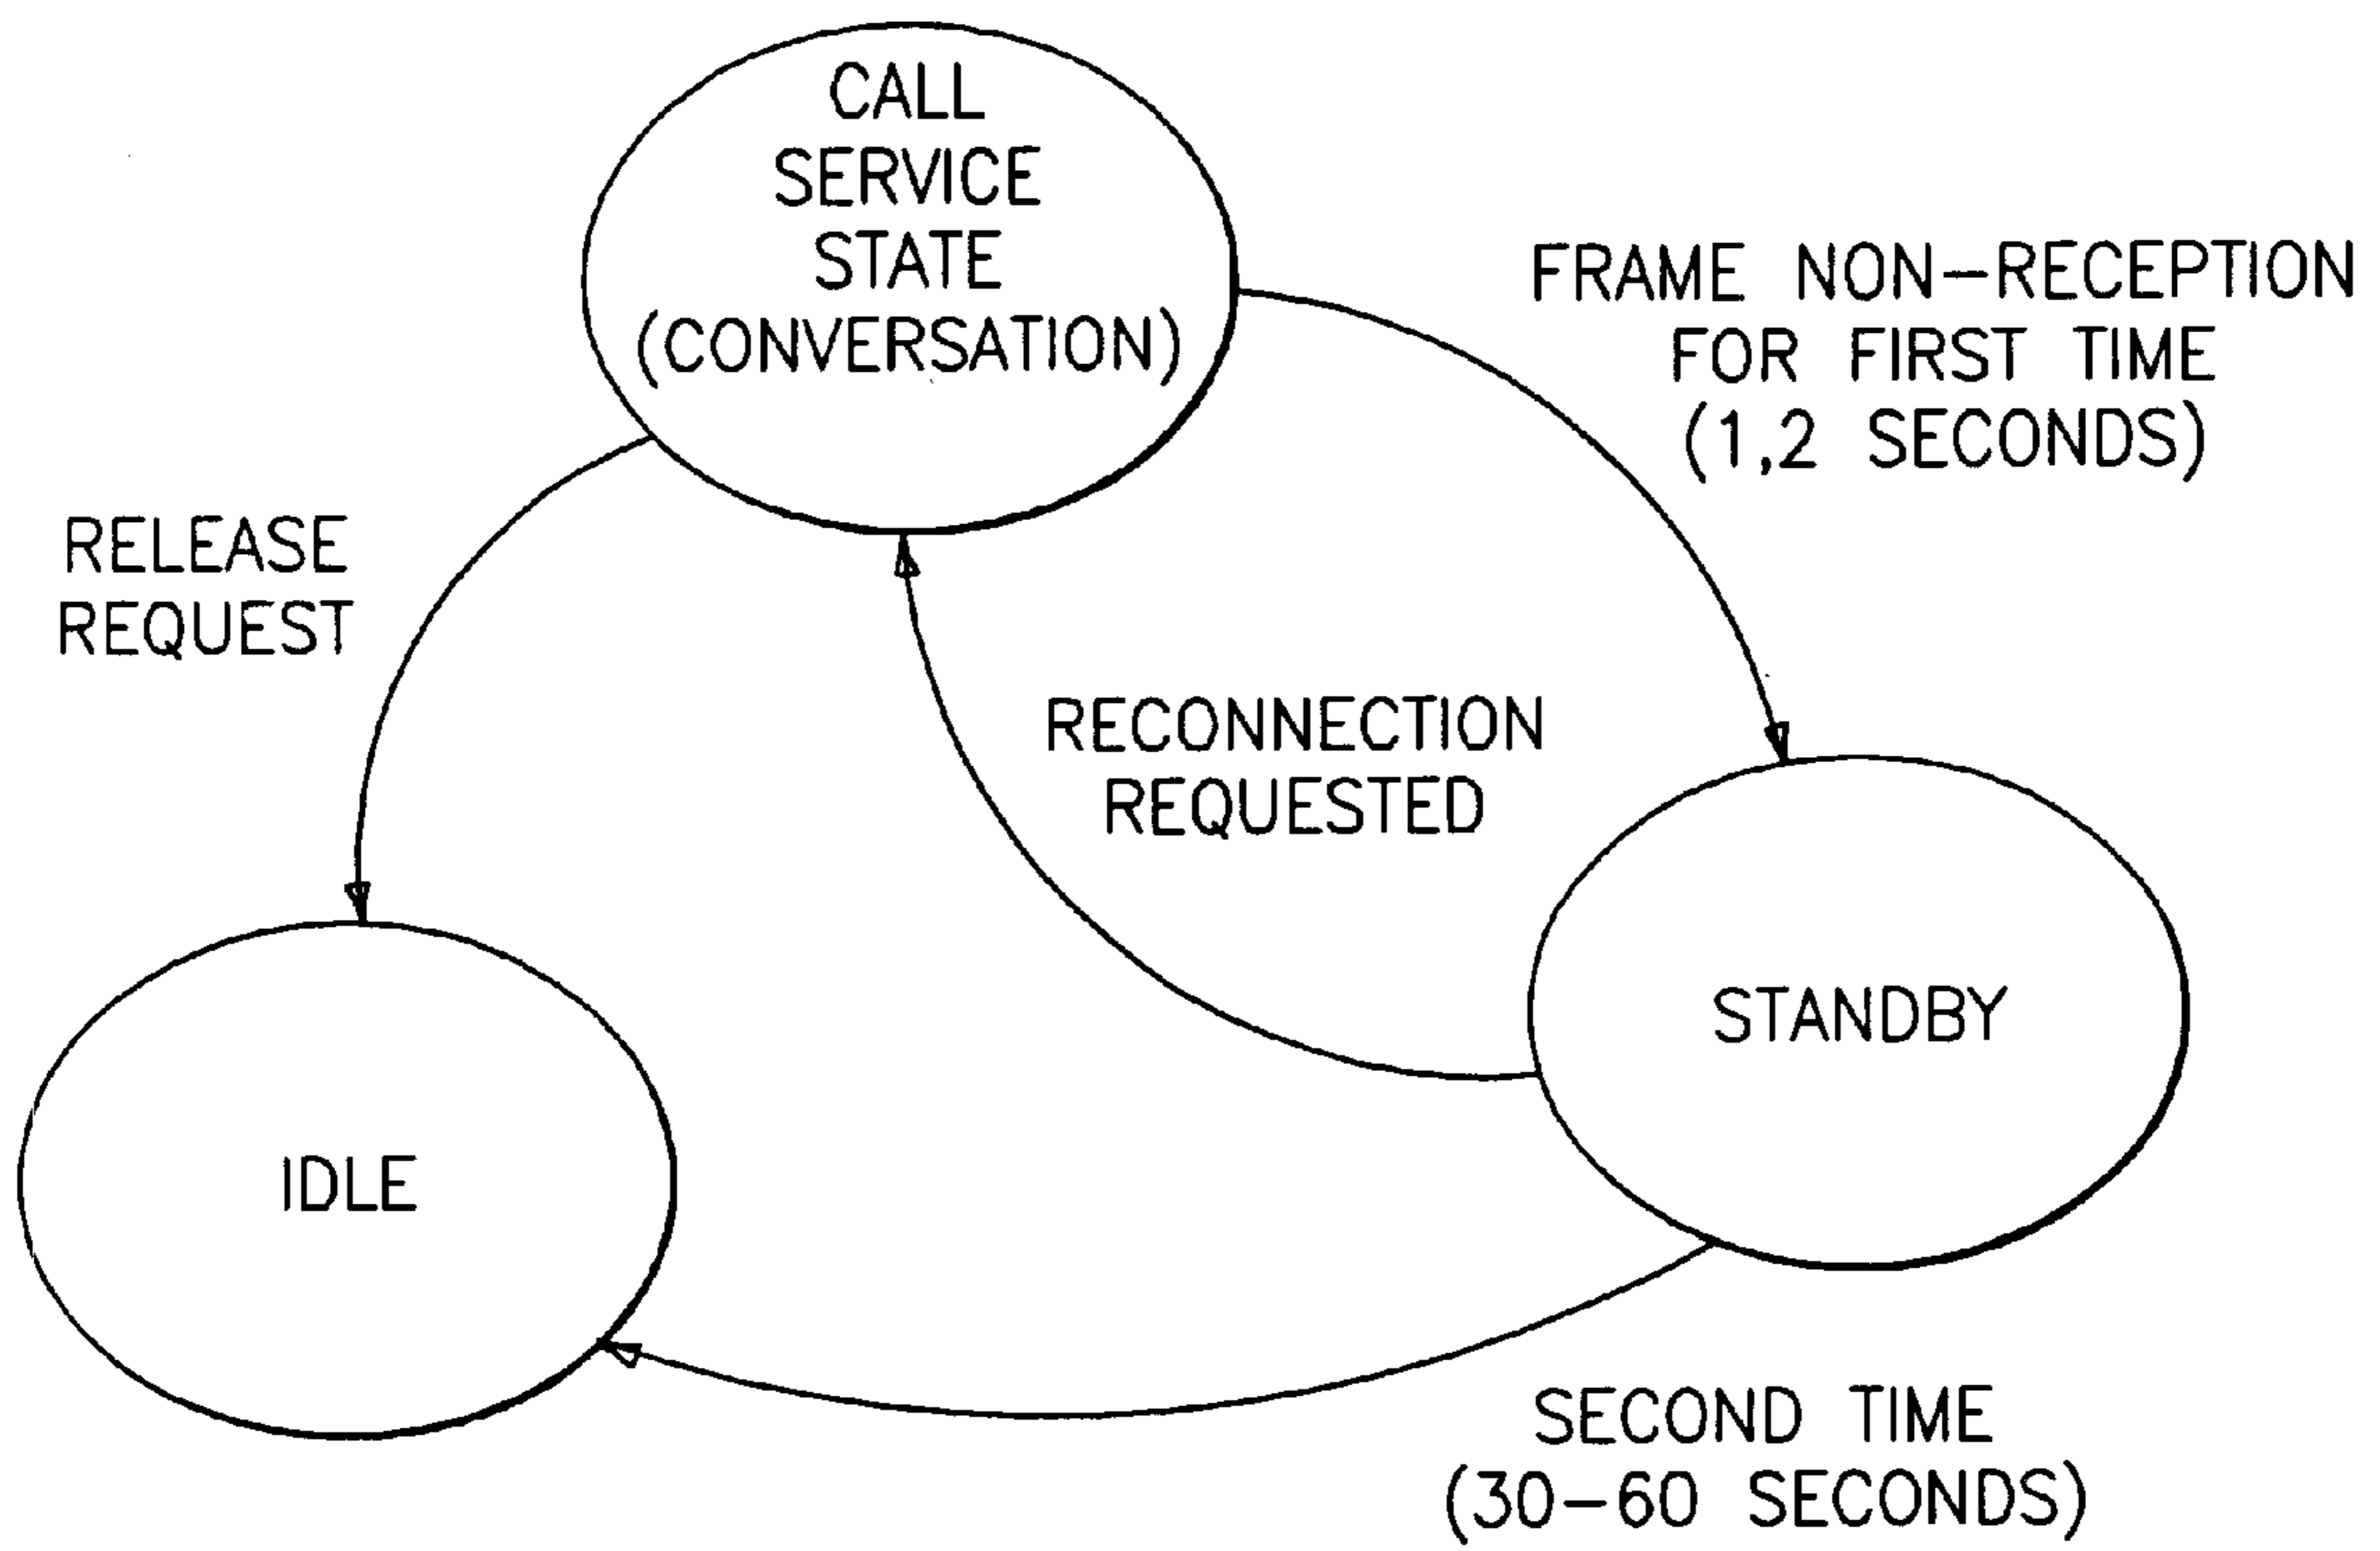 CALL
SERVICE
STATE
(CONVERSATION)
FRAME NON-RECEPTION
FOR FIRST TIME
(1,2 SECONDS)
RELEASE
REQUEST
RECONNECTION
REQUESTED
STANDBY
IDLE
SECOND TIME
(30-60 SECONDS)